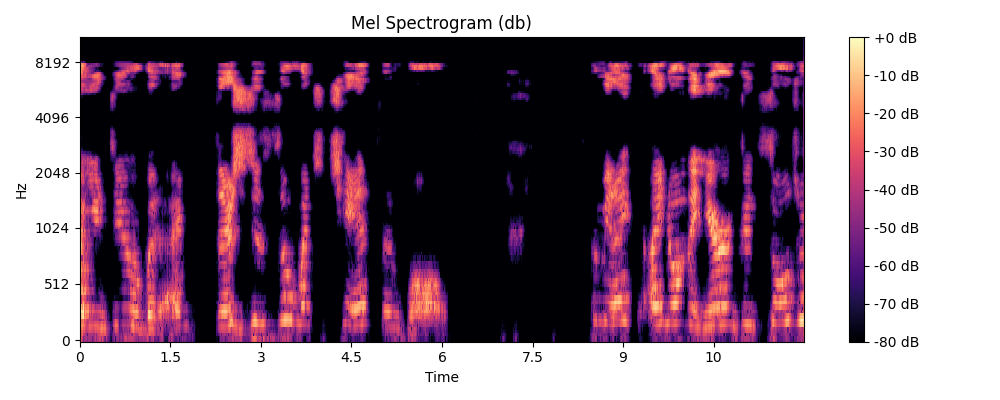 Mel Spectrogram (db)
8192
4096
2048
1024
512
0
Hz
0 1.5 3 4.5 6 7.5 9 10
Time
+0 dB
-10 dB
-20 dB
-30 dB
-40 dB
-50 dB
-60 dB
-70 dB
-80 dB